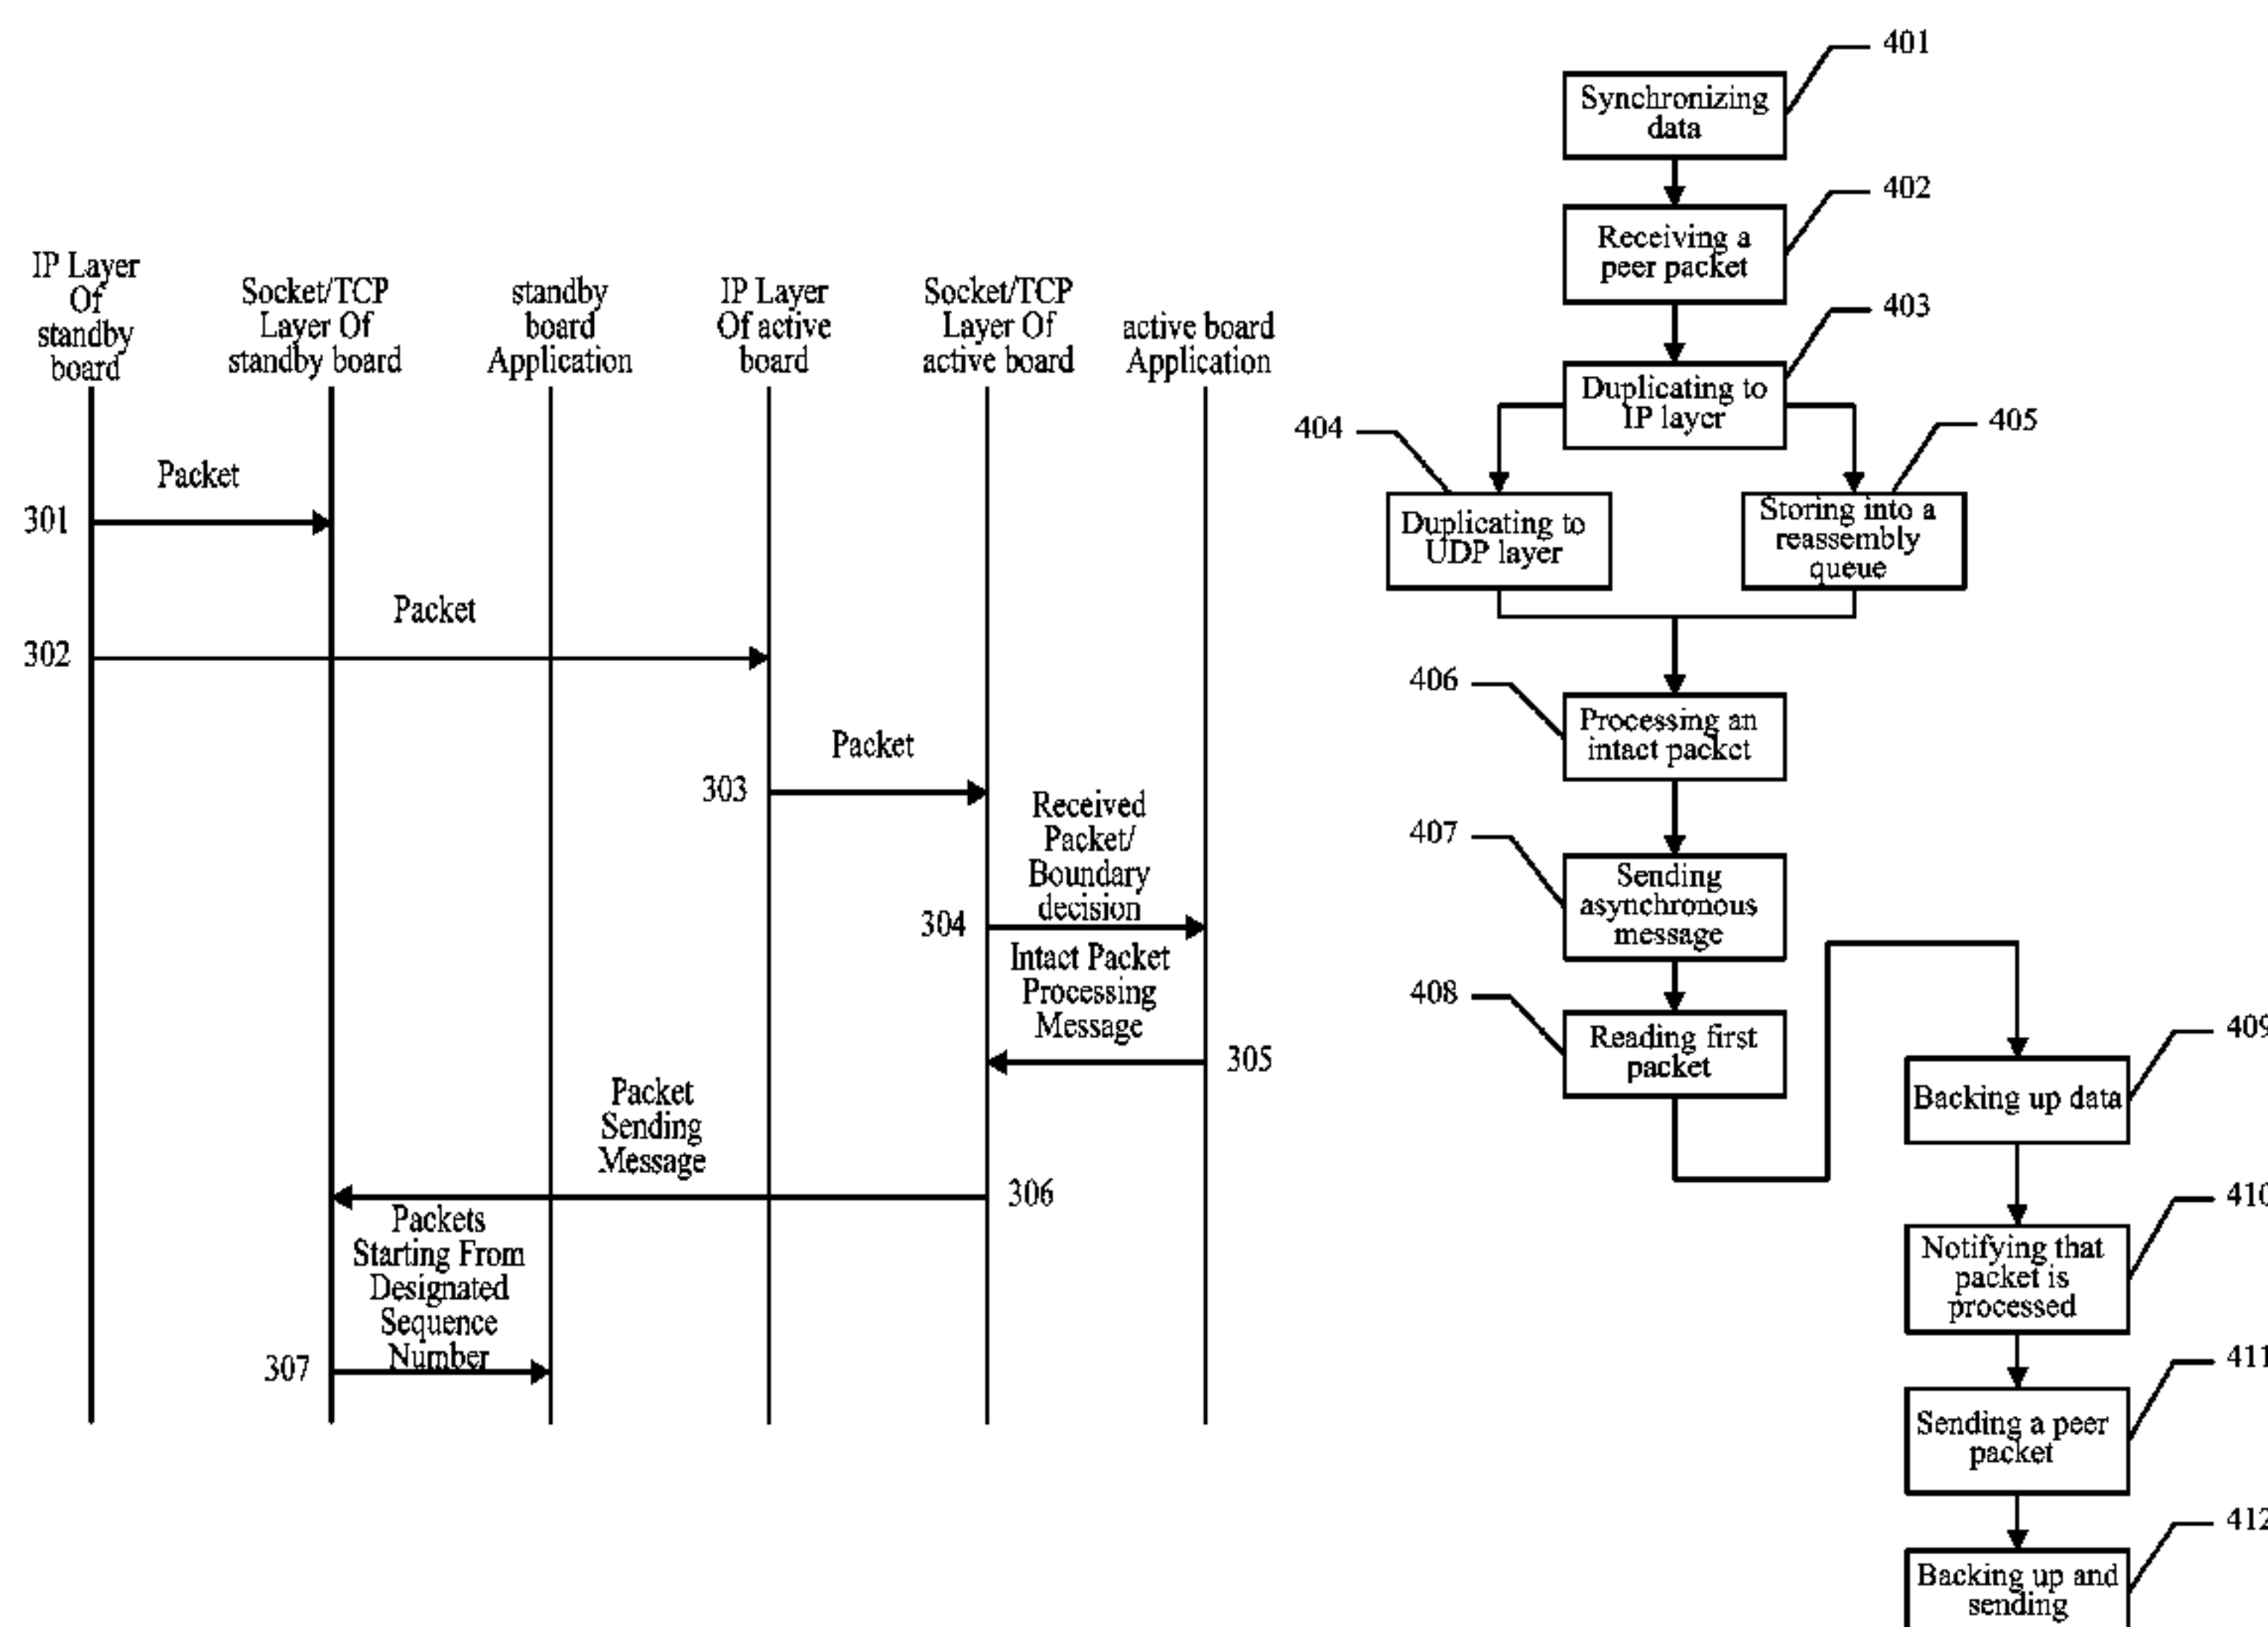 IP Layer
Of
standby
board
Socket/TCP
Layer Of
standby board
standby
board
Application
IP Layer
Of active
board
Socket/TCP
Layer Of
active board
active board
Application
Packet
301
Packet
302
Packet
303
Received
Packet/
Boundary
decision
304
Intact Packet
Processing
Message
305
Packet
Sending
Message
306
Packets
Starting From
Designated
Sequence
Number
307
401
Synchronizing
data
402
Receiving a
peer packet
403
Duplicating to
IP layer
404
Duplicating to
UDP layer
405
Storing into a
reassembly
queue
406
Processing an
intact packet
407
Sending
asynchronous
message
408
Reading first
packet
409
Backing up data
410
Notifying that
packet is
processed
411
Sending a peer
packet
412
Backing up and
sending